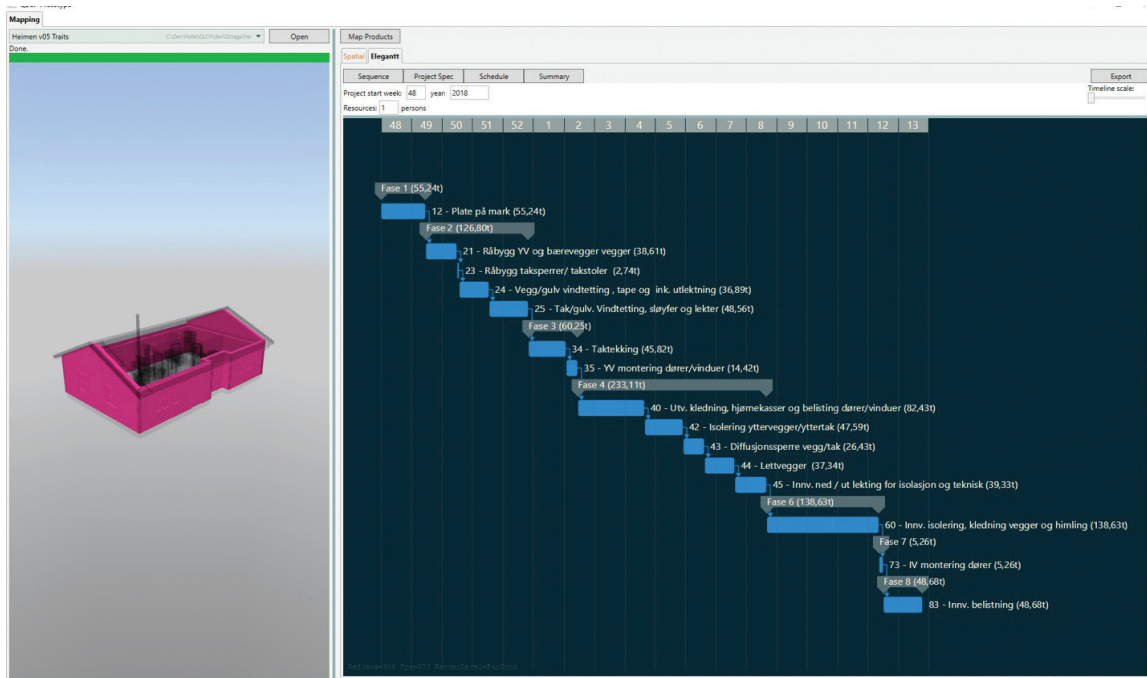 Mapping
Heimen v05 Traits
Open
Map Products
Done.
Spatial Elegantt
Sequence Project Spec Schedule Summary Export
Project start week: 48 year: 2018 Timeline scale:
Resources: 1 persons
48 49 50 51 52 1 2 3 4 5 6 7 8 9 10 11 12 13
Fase 1 (55,24t)
12 - Plate på mark (55,24t)
Fase 2 (126,80t)
21 - Råbygg YV og bærevegger vegger (38,61t)
23 - Råbygg taksperrer/ takstoler (2,74t)
24 - Vegg/gulv vindtetting , tape og ink. utlektning (36,89t)
25 - Tak/gulv. Vindtetting, sløyfer og lekter (48,56t)
Fase 3 (60,25t)
34 - Taktekking (45,82t)
35 - YV montering dører/vinduer (14,42t)
Fase 4 (233,11t)
40 - Utv. kledning, hjørnekasser og belisting dører/vinduer (82,43t)
42 - Isolering yttervegger/yttertak (47,59t)
43 - Diffusjonssperre vegg/tak (26,43t)
44 - Lettvegger (37,34t)
45 - Innv. ned / ut lekting for isolasjon og teknisk (39,33t)
Fase 6 (138,63t)
60 - Innv. isolering, kledning vegger og himling (138,63t)
Fase 7 (5,26t)
73 - IV montering dører (5,26t)
Fase 8 (48,68t)
83 - Innv. belistning (48,68t)